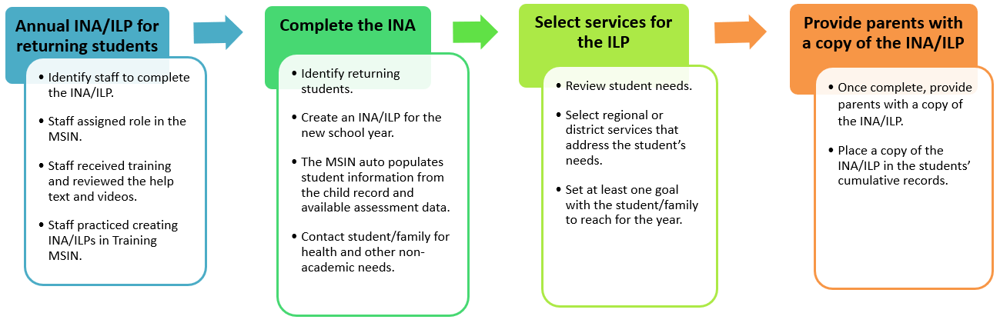 Annual INA/ILP for
returning students
• Identify staff to complete
the INA/ILP.
• Staff assigned role in the
MSIN.
• Staff received training
and reviewed the help
text and videos.
• Staff practiced creating
INA/ILPs in Training
MSIN.
Complete the INA
• Identify returning
students.
• Create an INA/ILP for the
new school year.
• The MSIN auto populates
student information from
the child record and
available assessment data.
• Contact student/family for
health and other non-
academic needs.
Select services for
the ILP
• Review student needs.
• Select regional or
district services that
address the student’s
needs.
• Set at least one goal
with the student/family
to reach for the year.
Provide parents with
a copy of the INA/ILP
• Once complete, provide
parents with a copy of
the INA/ILP.
• Place a copy of the
INA/ILP in the students’
cumulative records.